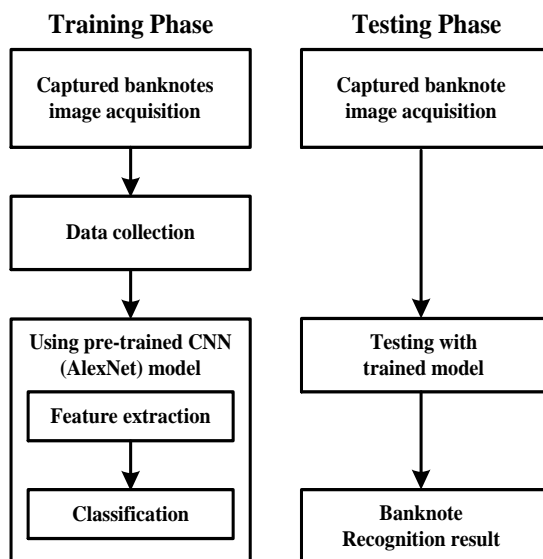 Training Phase
Captured banknotes
image acquisition
Data collection
Using pre-trained CNN
(AlexNet) model
Feature extraction
Classification
Testing Phase
Captured banknote
image acquisition
Testing with
trained model
Banknote
Recognition result